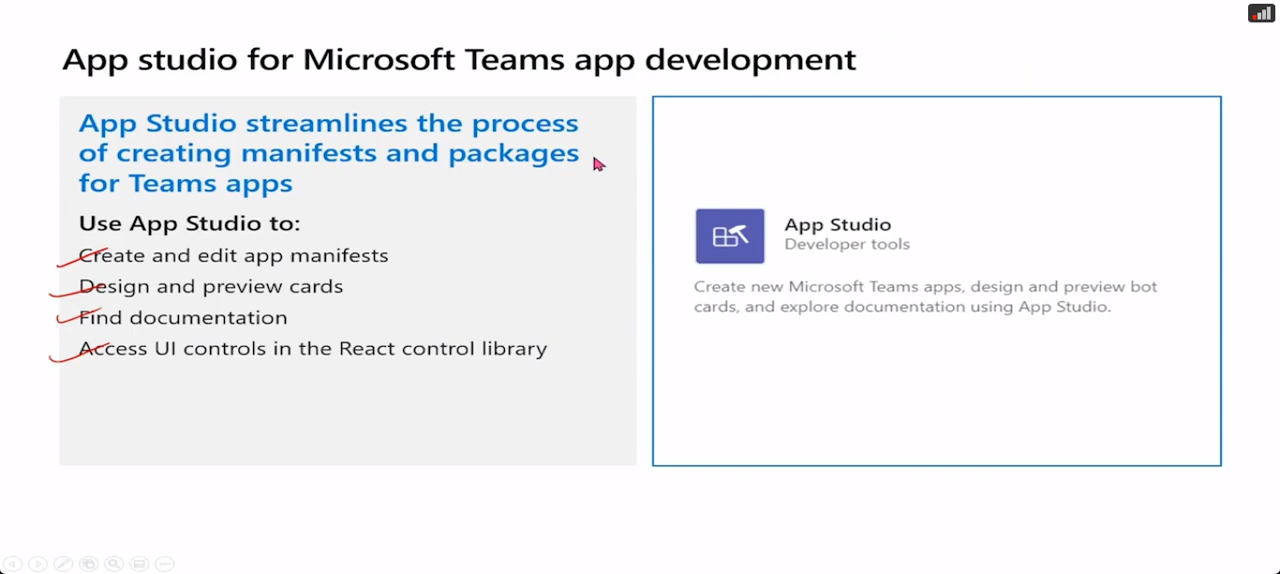 App studio for Microsoft Teams app development
App Studio streamlines the process
of creating manifests and packages
for Teams apps
Use App Studio to:
Create and edit app manifests
Design and preview cards
Find documentation
Access UI controls in the React control library
App Studio
Developer tools
Create new Microsoft Teams apps, design and preview bot
cards, and explore documentation using App Studio.